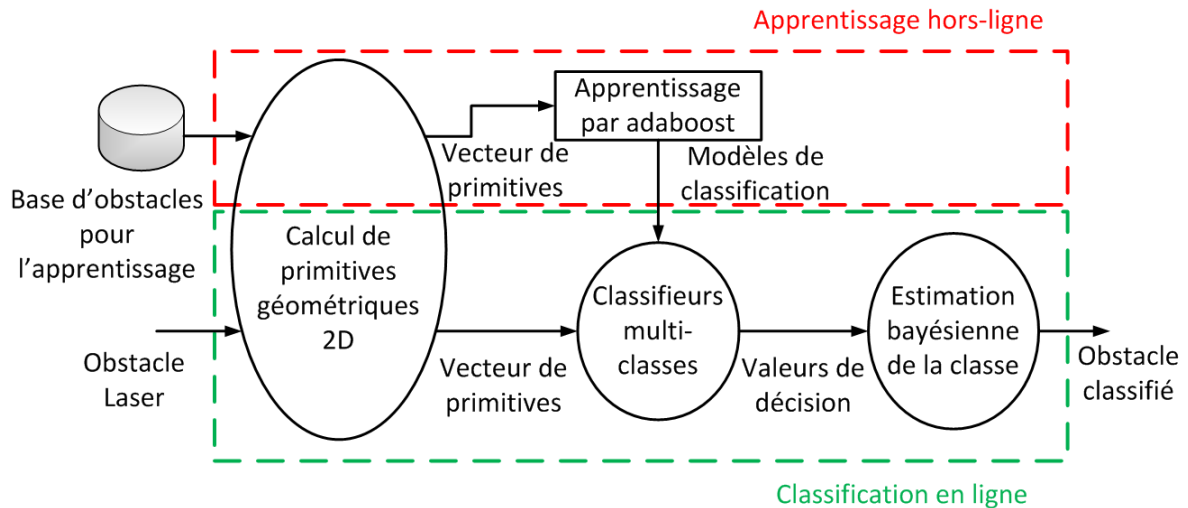 Apprentissage hors-ligne
Apprentissage
par adaboost
Vecteur de
primitives
Modèles de
classification
Base d'obstacles
pour
l'apprentissage
Calcul de
primitives
géométriques
2D
Classifieurs
multi-
classes
Estimation
bayésienne
de la classe
Obstacle
Laser
Vecteur de
primitives
Valeurs de
décision
Obstacle
classifié
Classification en ligne